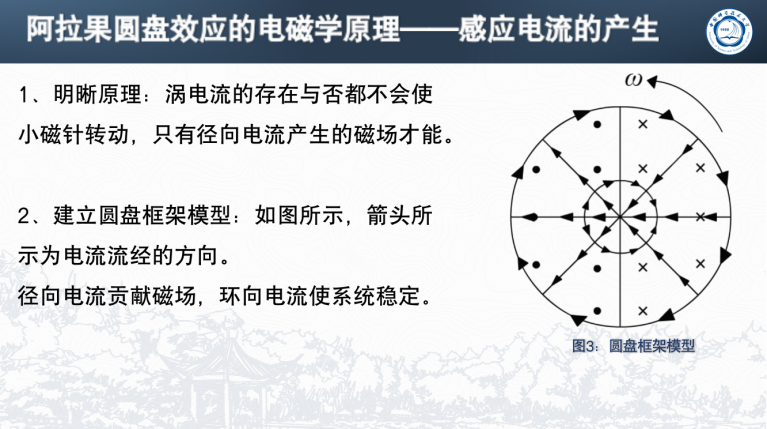 阿拉果圆盘效应的电磁学原理——感应电流的产生
1、明晰原理：涡电流的存在与否都不会使
小磁针转动，只有径向电流产生的磁场才能。
2、建立圆盘框架模型：如图所示，箭头所
示为电流流经的方向。
径向电流贡献磁场，环向电流使系统稳定。
ω
图3：圆盘框架模型